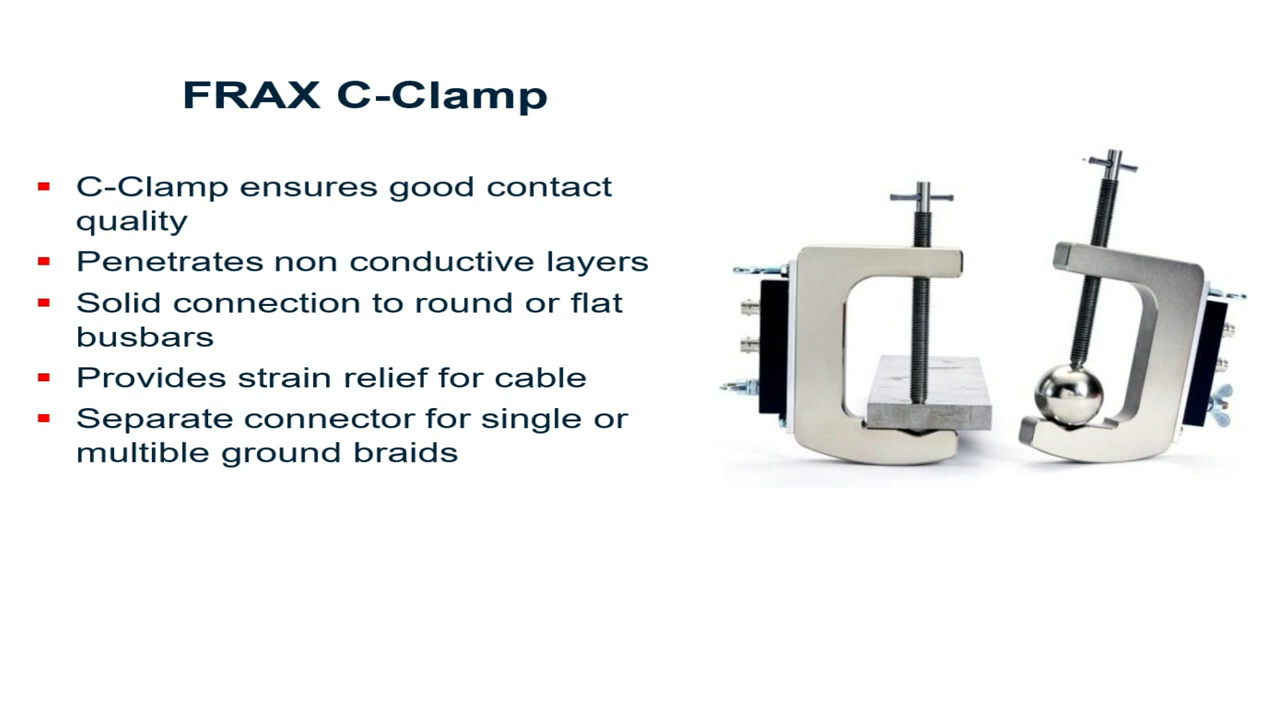 FRAX C-Clamp
C-Clamp ensures good contact
quality
Penetrates non conductive layers
Solid connection to round or flat
busbars
Provides strain relief for cable
Separate connector for single or
multible ground braids